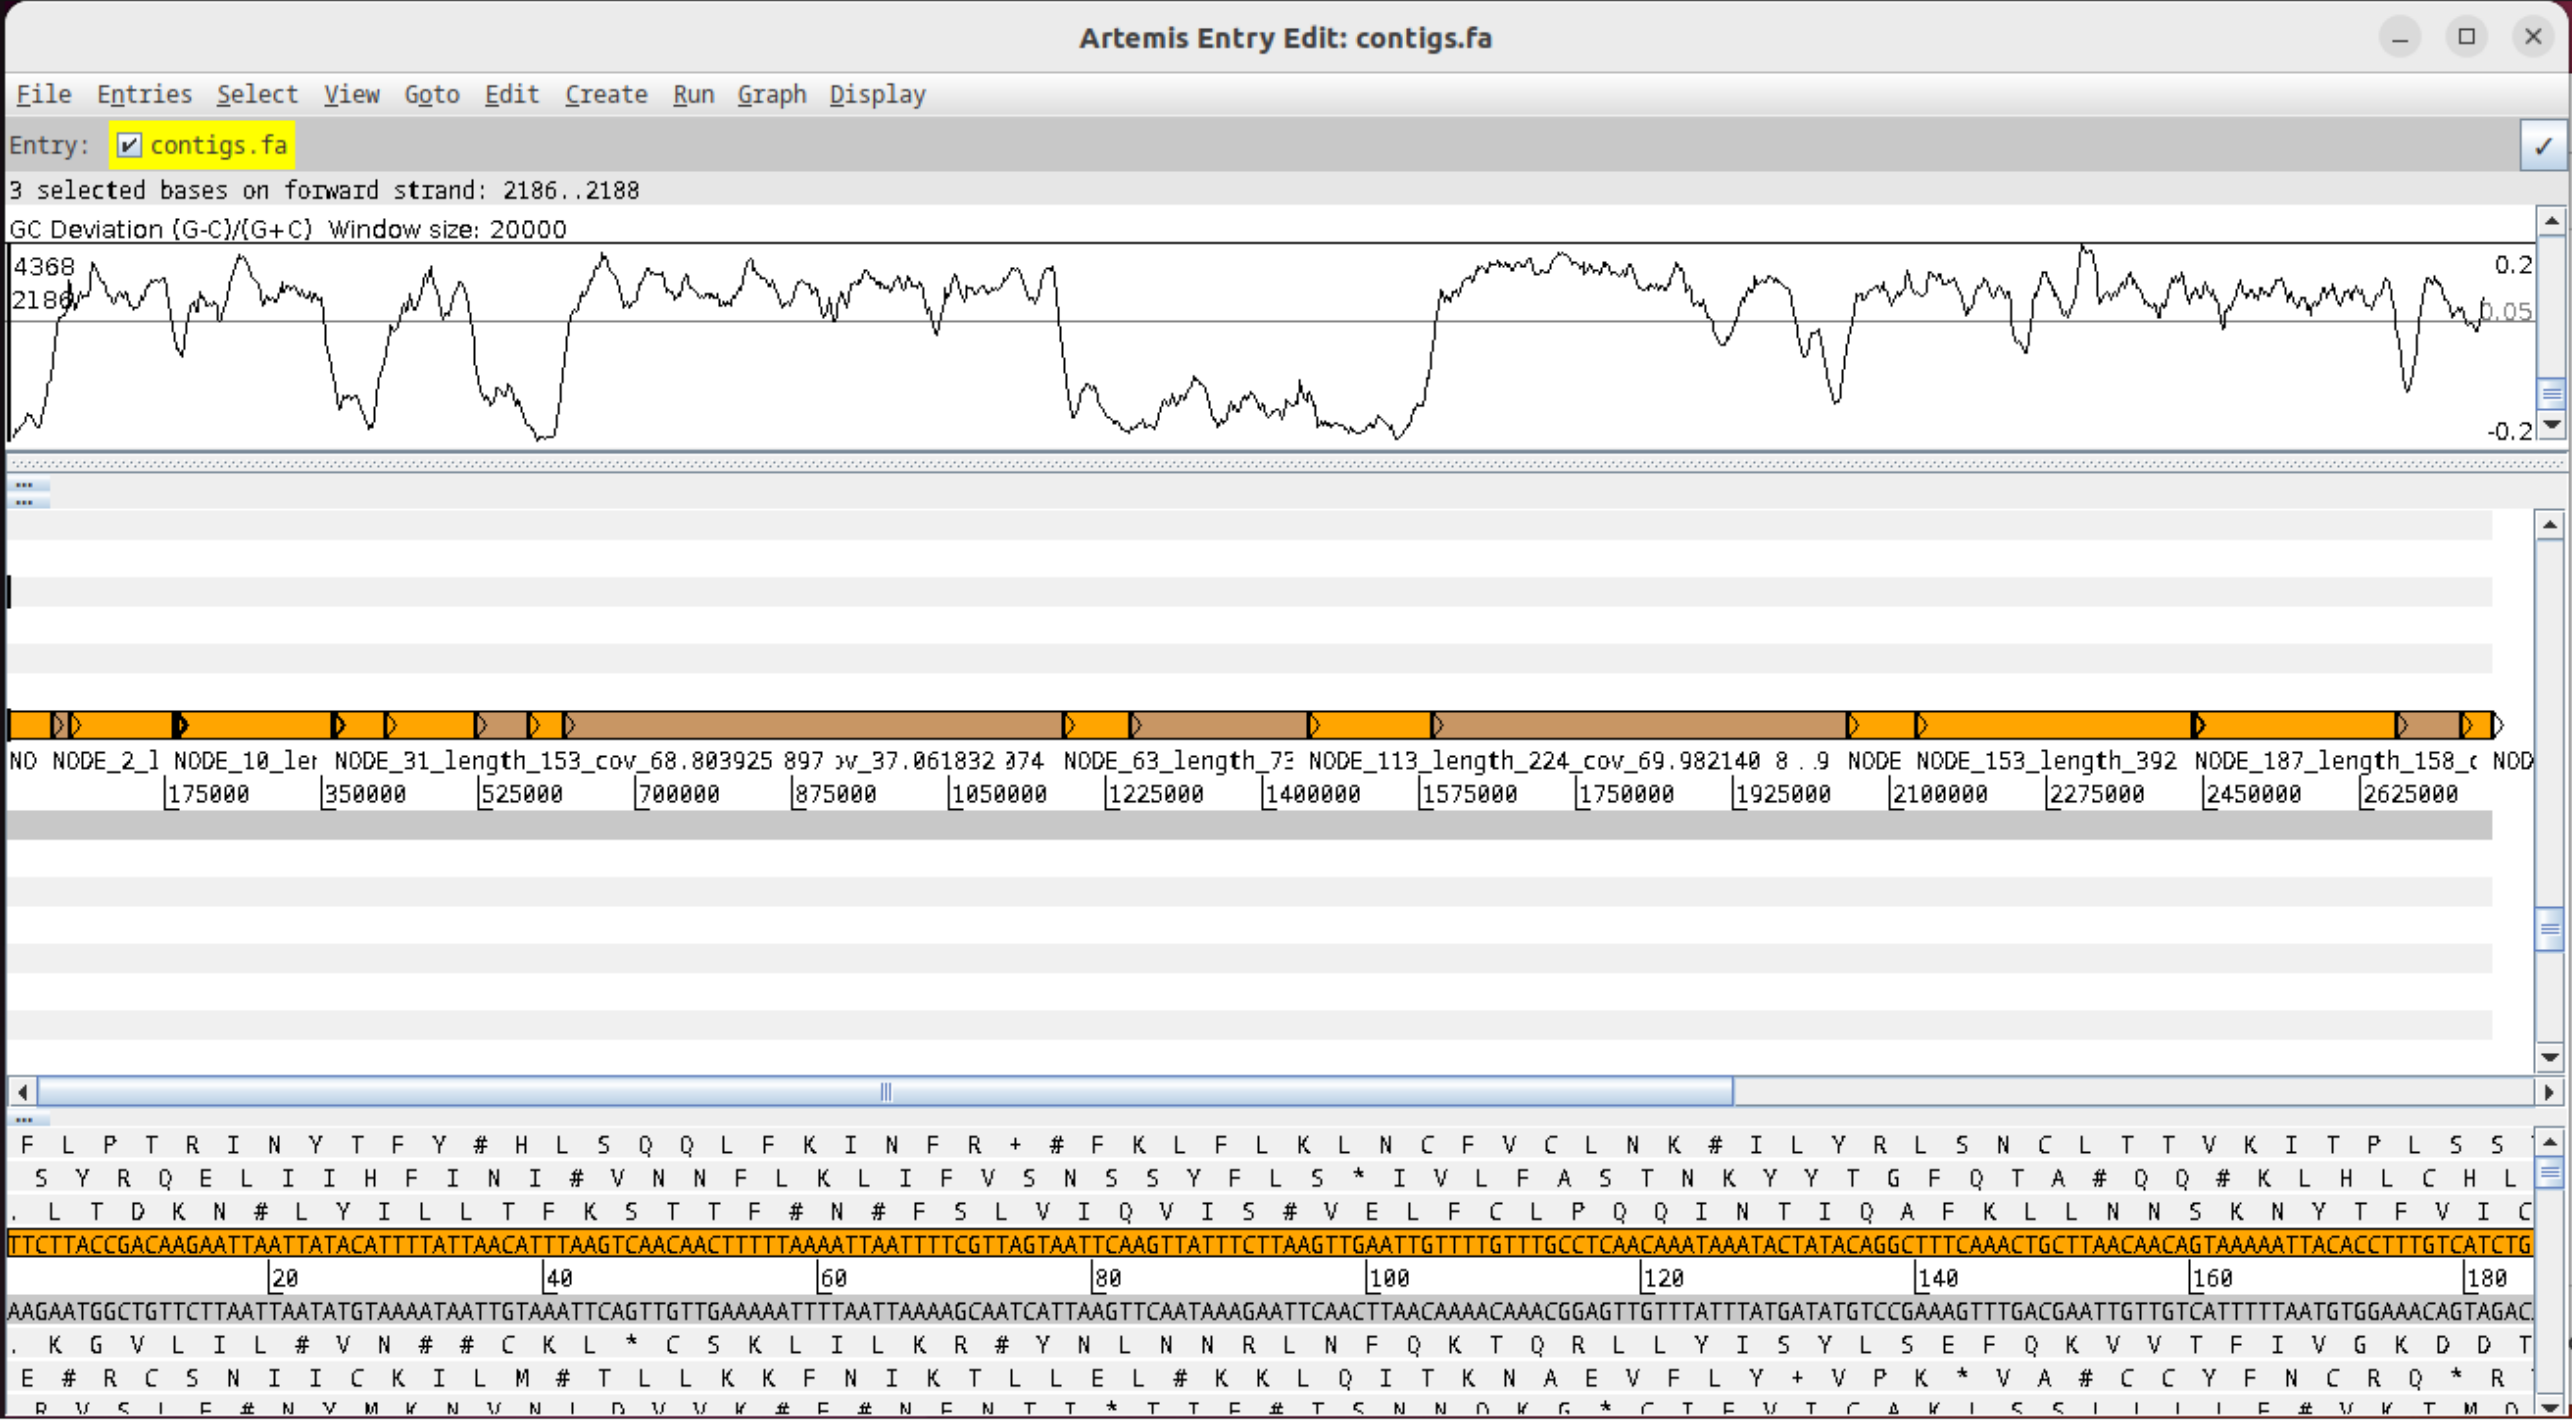 Artemis Entry Edit: contigs.fa
File Entries Select View Goto Edit Create Run Graph Display
Entry: contigs.fa
3 selected bases on forward strand: 2186..2188
GC Deviation (G-C)/(G+C) Window size: 20000
4368 0.2
2186 0.05
-0.2
NO NODE_2_l NODE_10_ler NODE_31_length_153_cov_68.803925 897 ov_37.061832 074 NODE_63_length_73 NODE_113_length_224_cov_69.982140 8 ..9 NODE NODE_153_length_392 NODE_187_length_158_c NOD
175000 350000 525000 700000 875000 1050000 1225000 1400000 1575000 1750000 1925000 2100000 2275000 2450000 2625000
F L P T R I N Y T F Y # H L S Q Q L F K I N F R + # F K L F L K L N C F V C L N K # I L Y R L S N C L T T V K I T P L S S
S Y R Q E L I I H F I N I # V N N F L K L I F V S N S S Y F L S * I V L F A S T N K Y Y T G F Q T A # Q Q # K L H L C H L
. L T D K N # L Y I L L T F K S T T F # N # F S L V I Q V I S # V E L F C L P Q Q I N T I Q A F K L L N N S K N Y T F V I C
TTCTTACCGACAAGAATTAATTATACATTTTATTAACATTTAAGTCAACAACTTTTTAAAATTAATTTTCGTTAGTAATTCAAGTTATTTCTTAAGTTGAATTGTTTTGTTTGCCTCAACAAATAAATACTATACAGGCTTTCAAACTGCTTAACAACAGTAAAAATTACACCTTTGTCATCTG
20 40 60 80 100 120 140 160 180
AAGAATGGCTGTTCTTAATTAATATGTAAAATAATTGTAAATTCAGTTGTTGAAAAATTTTAATTAAAAGCAATCATTAAGTTCAATAAAGAATTCAACTTAACAAAACAAACGGAGTTGTTTATTTATGATATGTCCGAAAGTTTGACGAATTGTTGTCATTTTTAATGTGGAAACAGTAGAC
. K G V L I L # V N # # C K L * C S K L I L K R # Y N L N N R L N F Q K T Q R L L Y I S Y L S E F Q K V V T F I V G K D D T
E # R C S N I I C K I L M # T L L K K F N I K T L L E L # K K L Q I T K N A E V F L Y + V P K * V A # C C Y F N C R Q * R